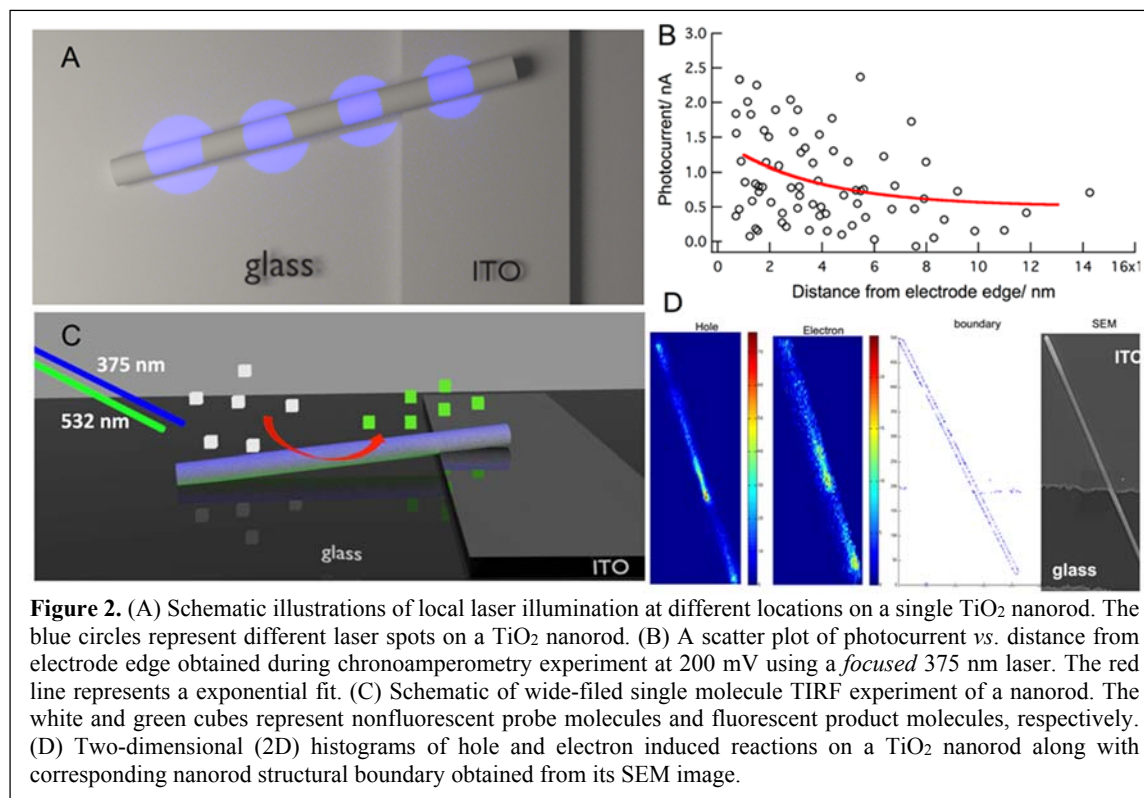 A
glass
ITO
B
Photocurrent/ nA
3.0
2.5
2.0
1.5
1.0
0.5
0.0
0 2 4 6 8 10 12 14 16x1
Distance from electrode edge/ nm
C
375 nm
532 nm
glass
ITO
D
Hole
Electron
boundary
SEM
ITO
glass
Figure 2. (A) Schematic illustrations of local laser illumination at different locations on a single TiO₂ nanorod. The
blue circles represent different laser spots on a TiO₂ nanorod. (B) A scatter plot of photocurrent vs. distance from
electrode edge obtained during chronoamperometry experiment at 200 mV using a focused 375 nm laser. The red
line represents a exponential fit. (C) Schematic of wide-filed single molecule TIRF experiment of a nanorod. The
white and green cubes represent nonfluorescent probe molecules and fluorescent product molecules, respectively.
(D) Two-dimensional (2D) histograms of hole and electron induced reactions on a TiO₂ nanorod along with
corresponding nanorod structural boundary obtained from its SEM image.